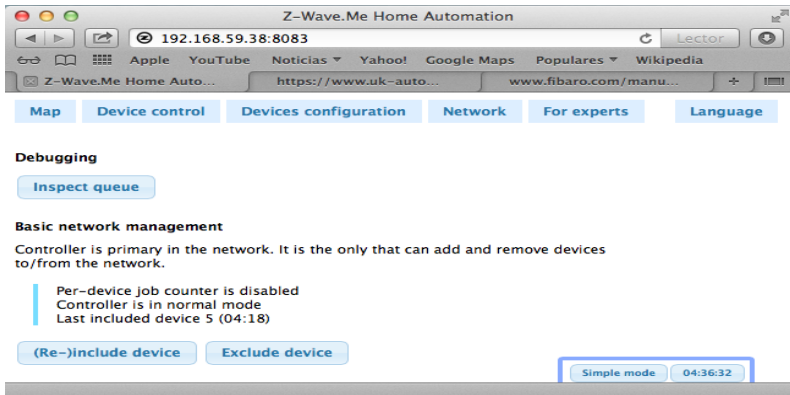 Z-Wave.Me Home Automation
192.168.59.38:8083
Lector
Apple YouTube Noticias Yahoo! Google Maps Populares Wikipedia
Z-Wave.Me Home Auto... https://www.uk-auto... www.fibaro.com/manu...
Map Device control Devices configuration Network For experts Language
Debugging
Inspect queue
Basic network management
Controller is primary in the network. It is the only that can add and remove devices
to/from the network.
Per-device job counter is disabled
Controller is in normal mode
Last included device 5 (04:18)
(Re-)include device Exclude device
Simple mode 04:36:32